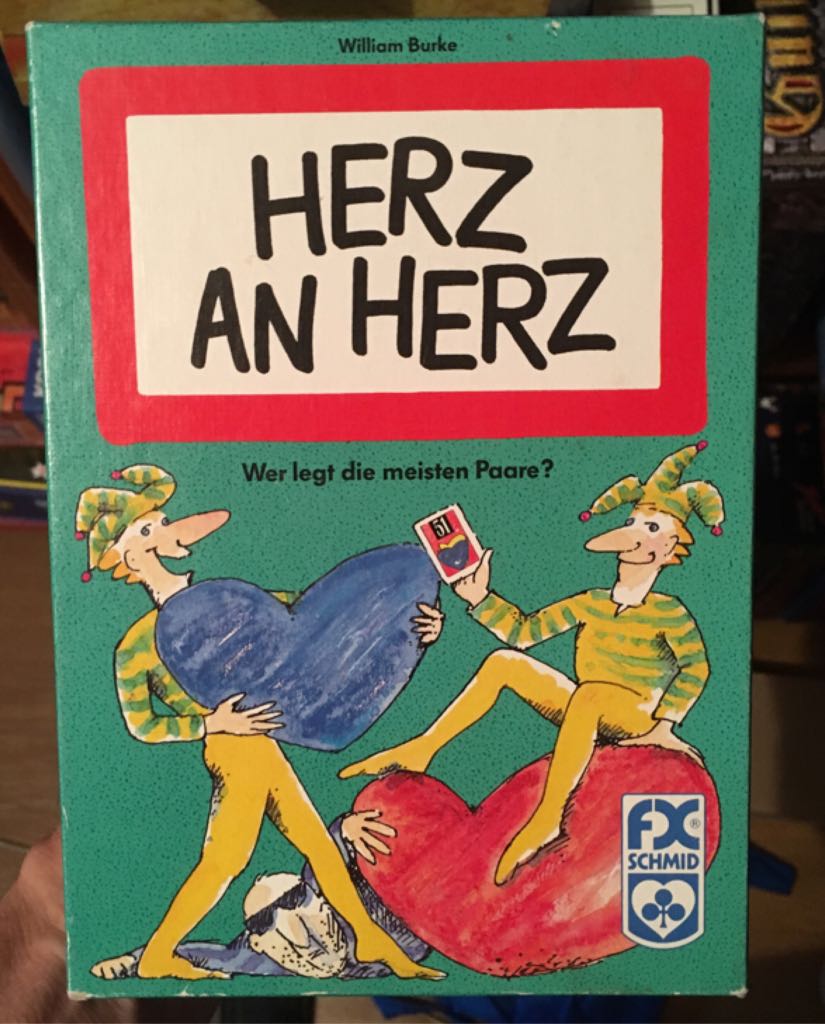 William Burke
HERZ
AN HERZ
Wer legt die meisten Paare?
51
FX®
SCHMID